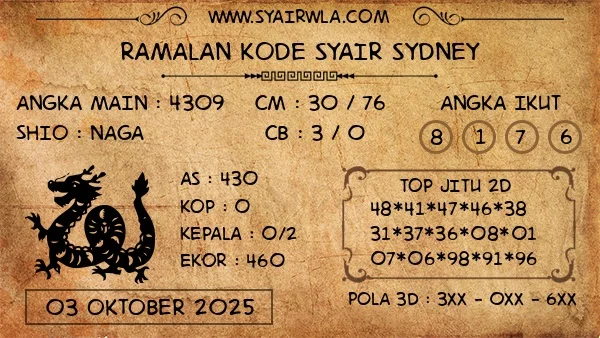 WWW.SYAIRWLA.COM
RAMALAN KODE SYAIR SYDNEY
ANGKA MAIN : 4309
CM : 30 / 76
ANGKA IKUT
SHIO : NAGA
CB : 3 / 0
8 1 7 6
AS : 430
KOP : 0
KEPALA : 0/2
EKOR : 460
TOP JITU 2D
48*41*47*46*38
31*37*36*08*01
07*06*98*91*96
03 OKTOBER 2025
POLA 3D : 3XX - 0XX - 6XX